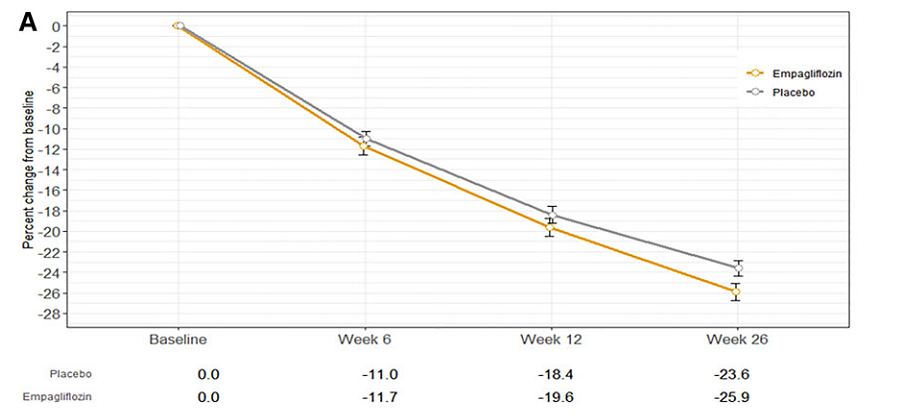 A
Percent change from baseline
0
-2
-4
-6
-8
-10
-12
-14
-16
-18
-20
-22
-24
-26
-28
Empagliflozin
Placebo
Baseline Week 6 Week 12 Week 26
Placebo 0.0 -11.0 -18.4 -23.6
Empagliflozin 0.0 -11.7 -19.6 -25.9